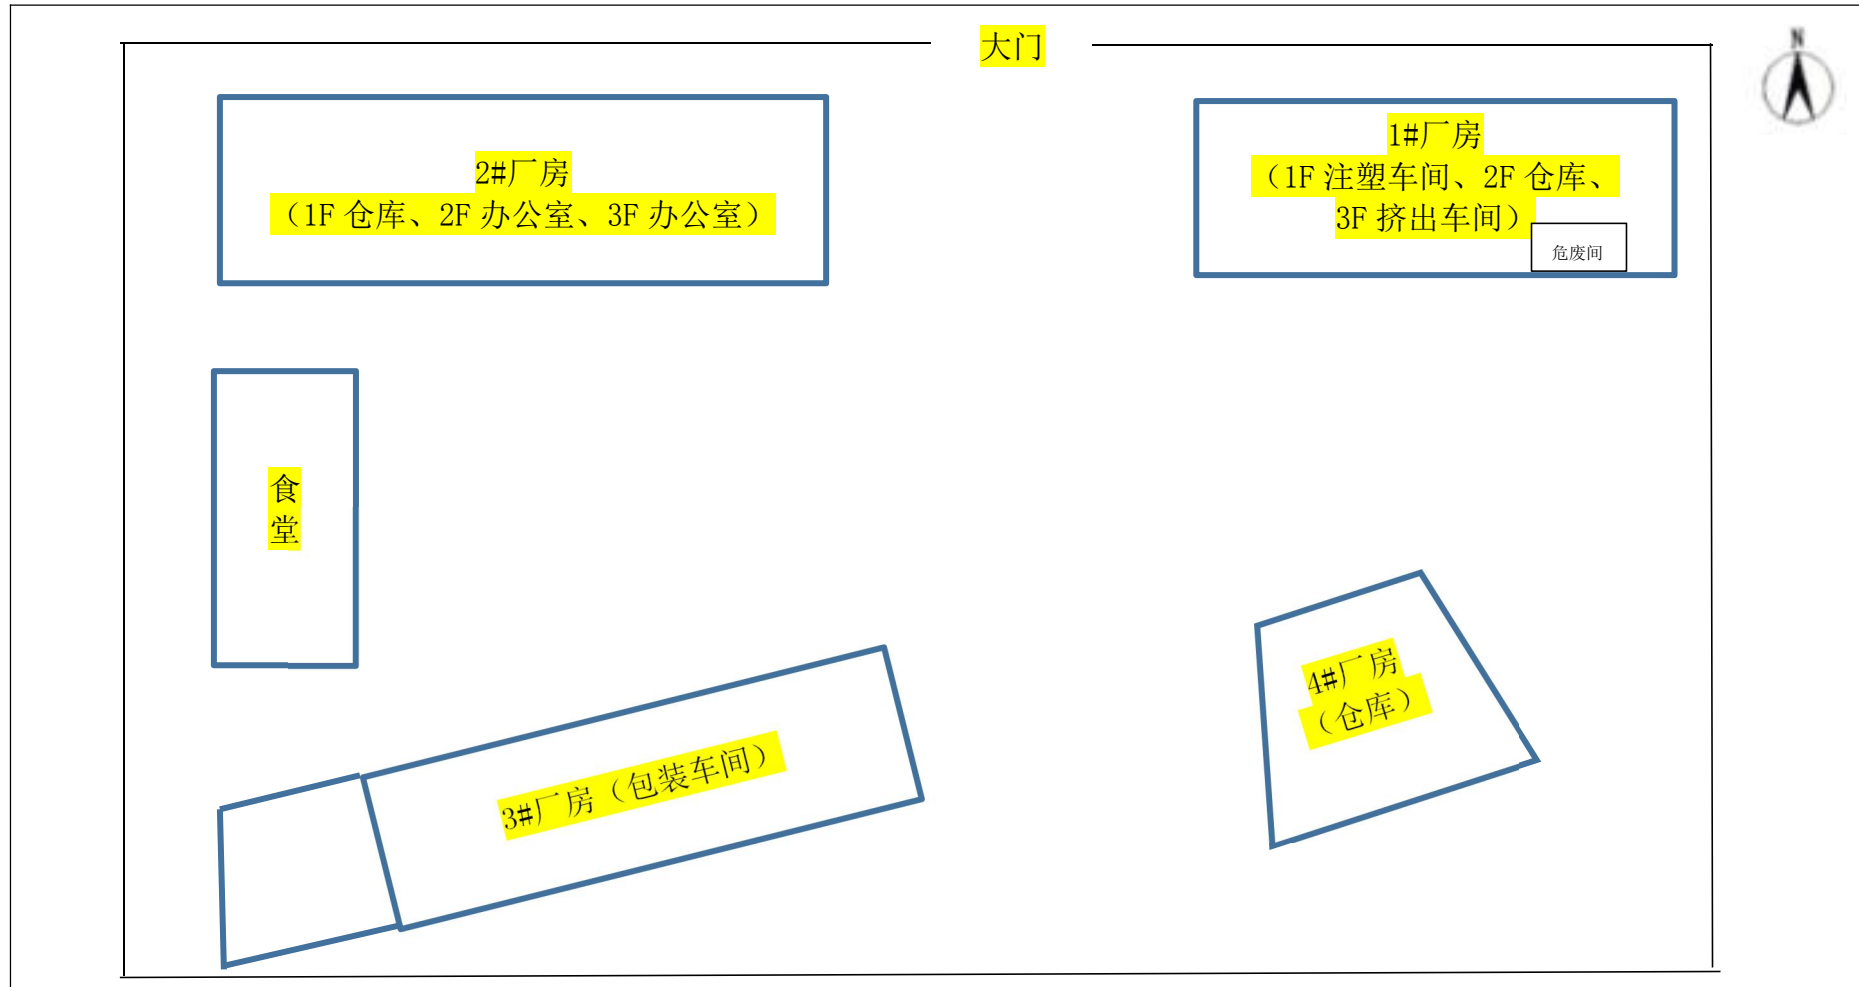 大门
N
2#厂房
（1F 仓库、2F 办公室、3F 办公室）
1#厂房
（1F 注塑车间、2F 仓库、
3F 挤出车间）
危废间
食
堂
4#厂房
（仓库）
3#厂房（包装车间）